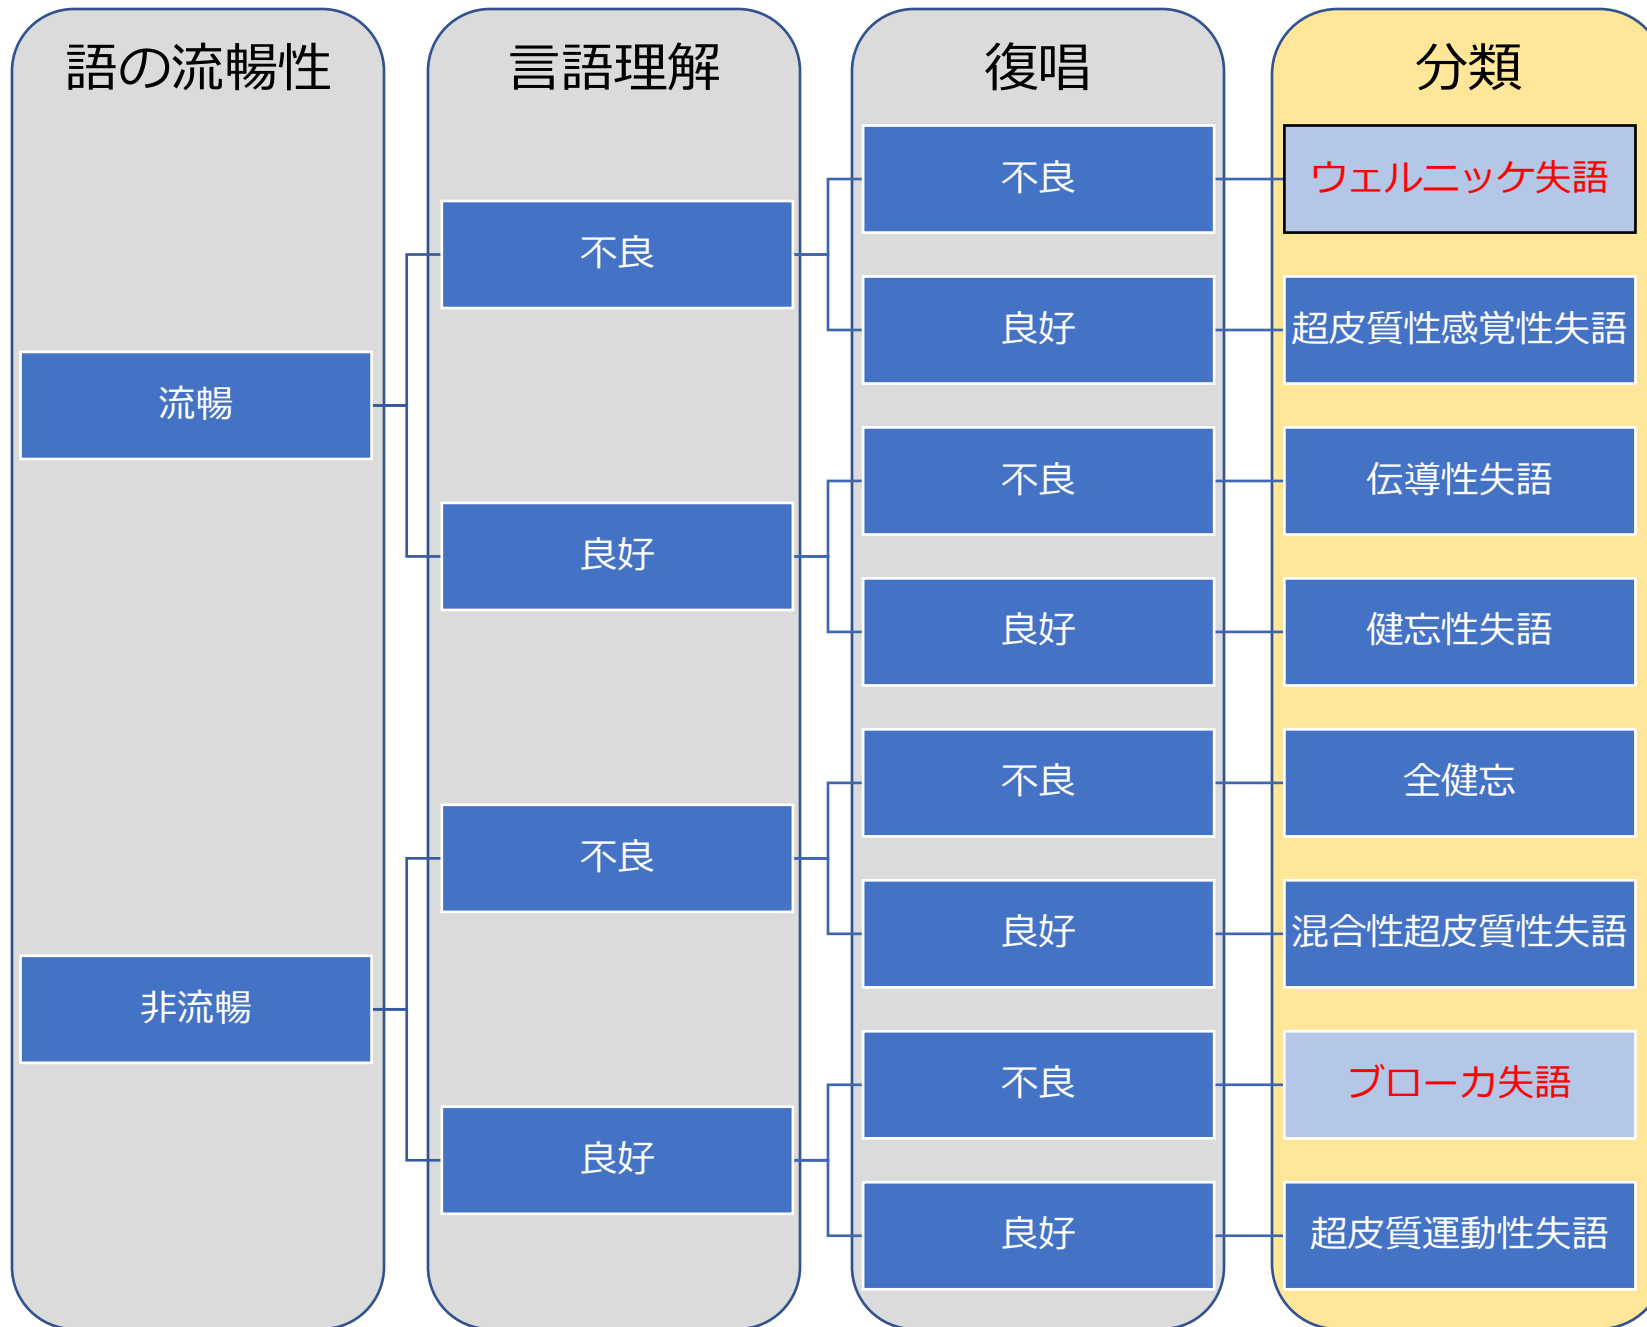 語の流暢性
言語理解
復唱
分類
流暢
不良
不良
ウェルニッケ失語
良好
超皮質性感覚性失語
良好
不良
伝導性失語
良好
健忘性失語
非流暢
不良
不良
全健忘
良好
混合性超皮質性失語
良好
不良
ブローカ失語
良好
超皮質運動性失語